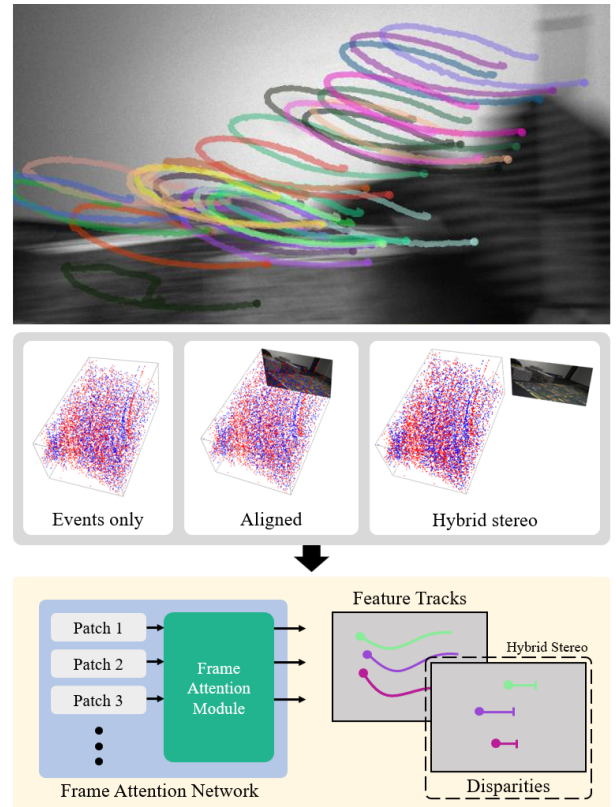 Events only
Aligned
Hybrid stereo
Feature Tracks
Patch 1
Patch 2
Patch 3
Frame
Attention
Module
Hybrid Stereo
Frame Attention Network
Disparities